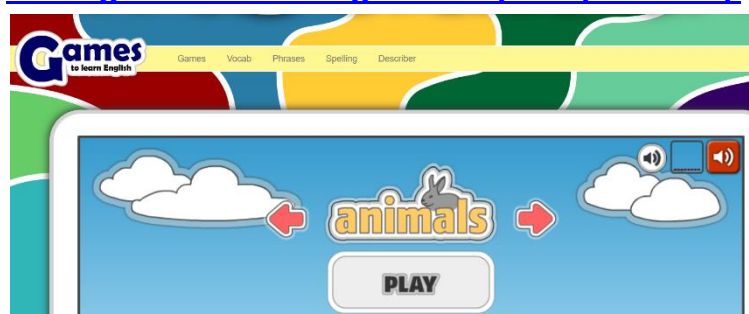 Games
to learn English
Games Vocab Phrases Spelling Describer
animals
PLAY